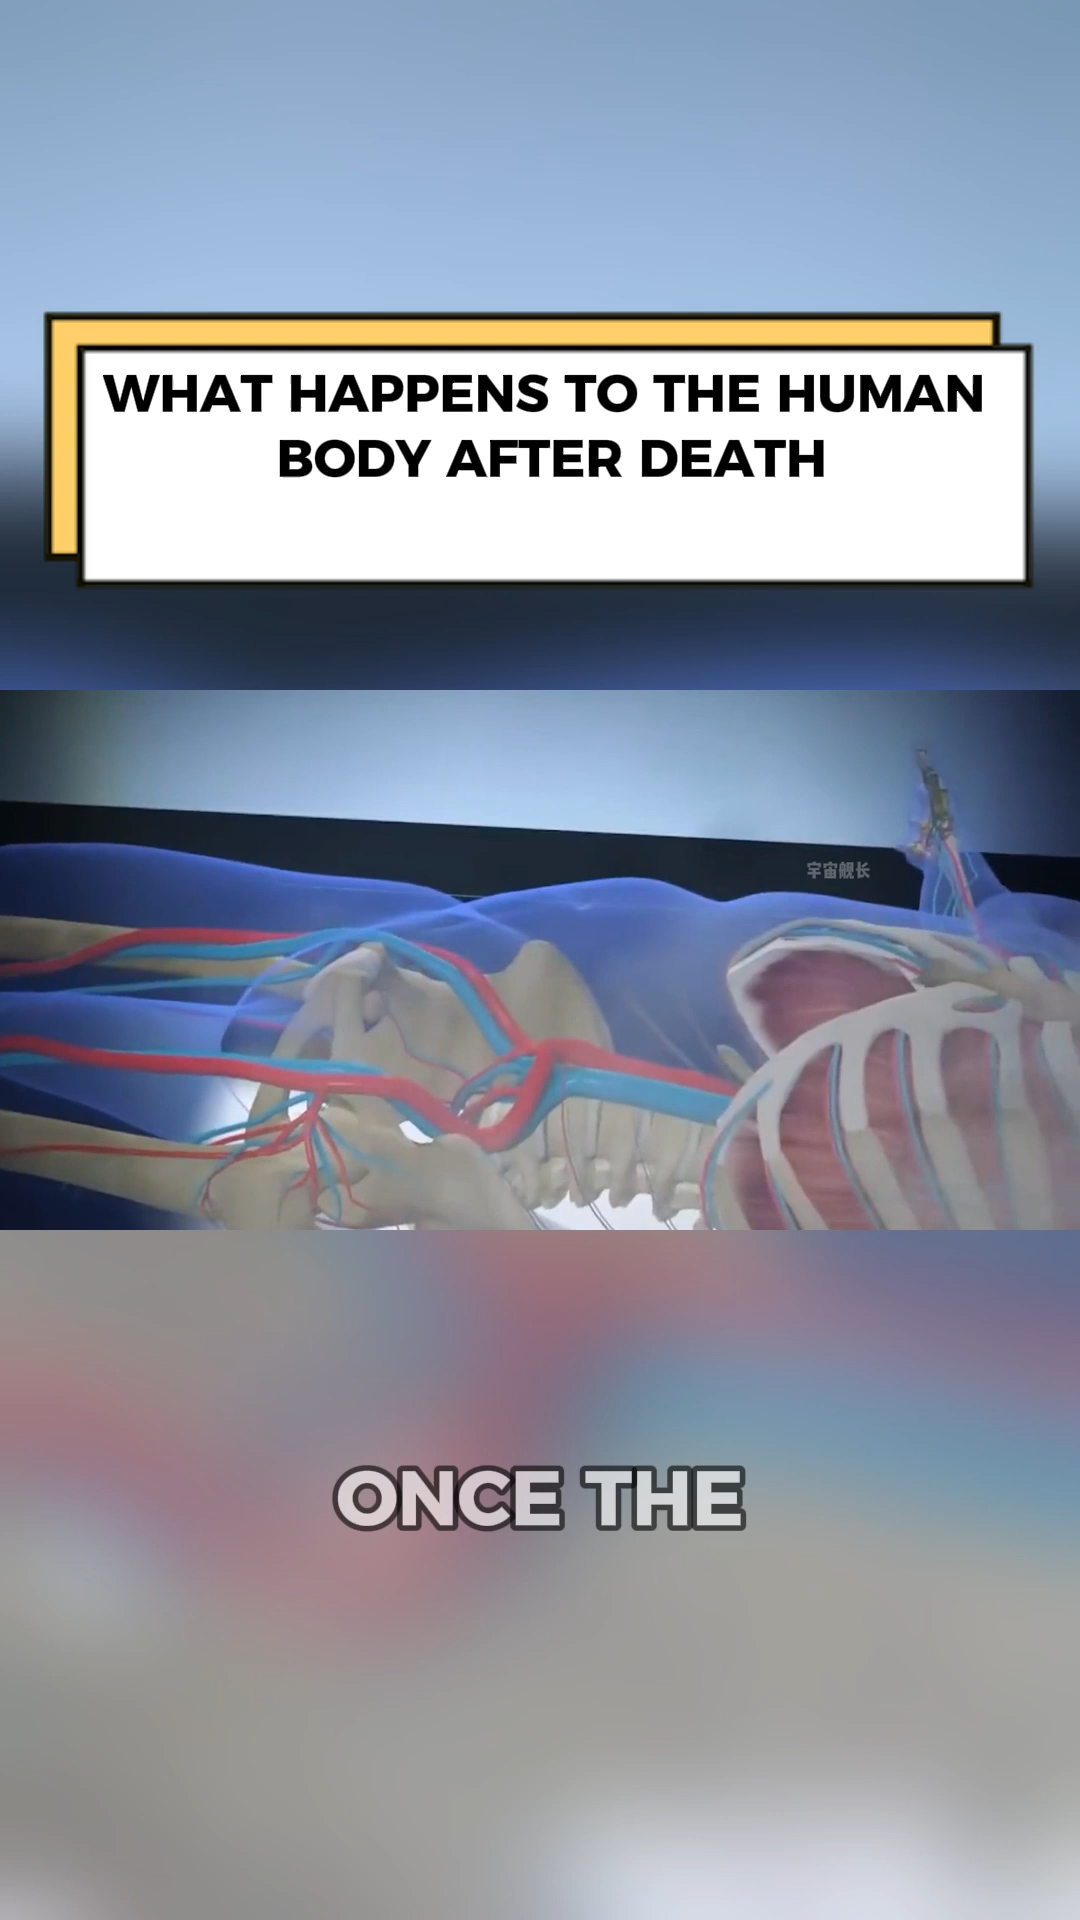 WHAT HAPPENS TO THE HUMAN
BODY AFTER DEATH
宇宙舰长
ONCE THE